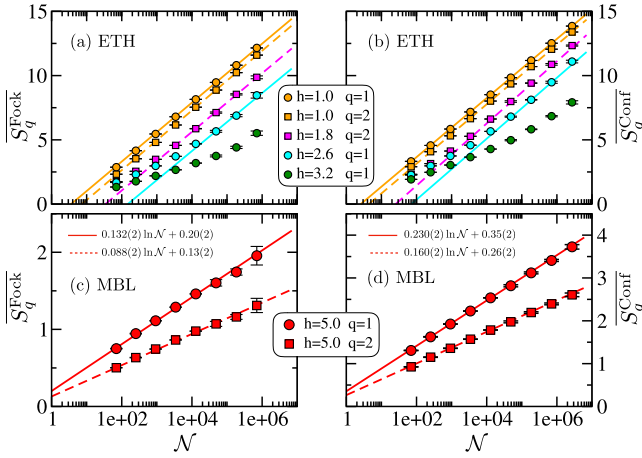 15
10
5
0
S_q^Fock
(a) ETH
(b) ETH
15
10
5
0
S_q^Conf
h=1.0 q=1
h=1.0 q=2
h=1.8 q=2
h=2.6 q=1
h=3.2 q=1
2
1
0
S_q^Fock
0.132(2) ln N + 0.20(2)
0.088(2) ln N + 0.13(2)
(c) MBL
0.230(2) ln N + 0.35(2)
0.160(2) ln N + 0.26(2)
(d) MBL
5
4
3
2
1
0
S_q^Conf
h=5.0 q=1
h=5.0 q=2
1 1e+02 1e+04 1e+06
1 1e+02 1e+04 1e+06
N
N